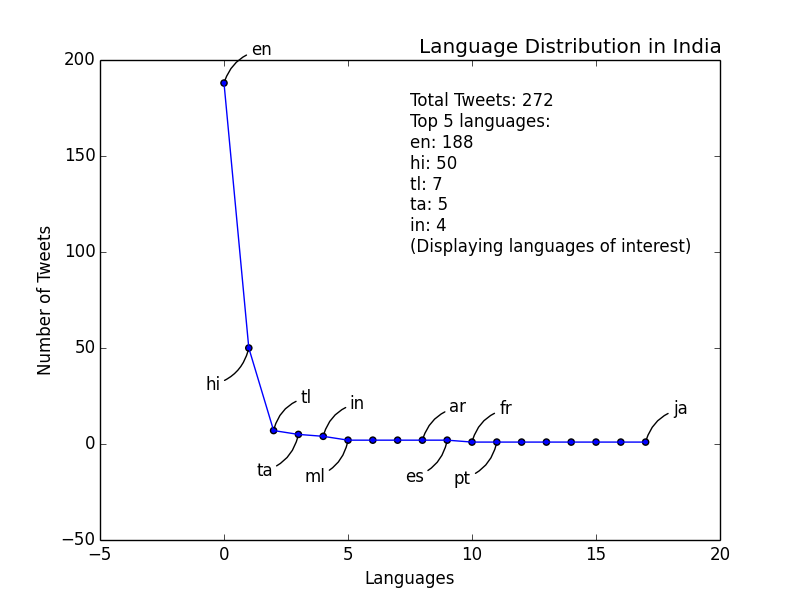 Language Distribution in India
en
Total Tweets: 272
Top 5 languages:
en: 188
hi: 50
tl: 7
ta: 5
in: 4
(Displaying languages of interest)
hi
tl
in
ar
fr
ja
ta
ml
es
pt
200
150
100
50
0
−50
−5
0
5
10
15
20
Number of Tweets
Languages